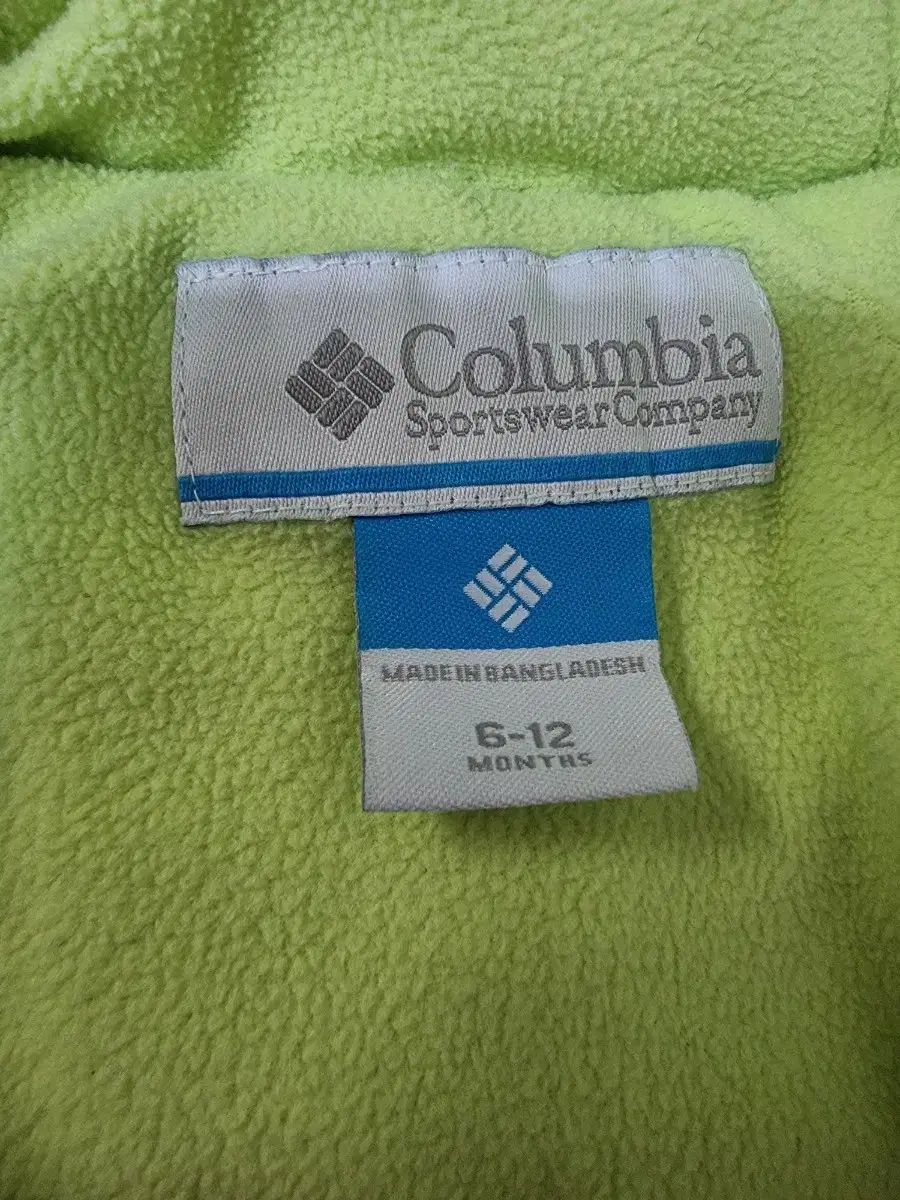 Columbia
Sportswear Company
MADE IN BANGLADESH
6-12
MONTHS